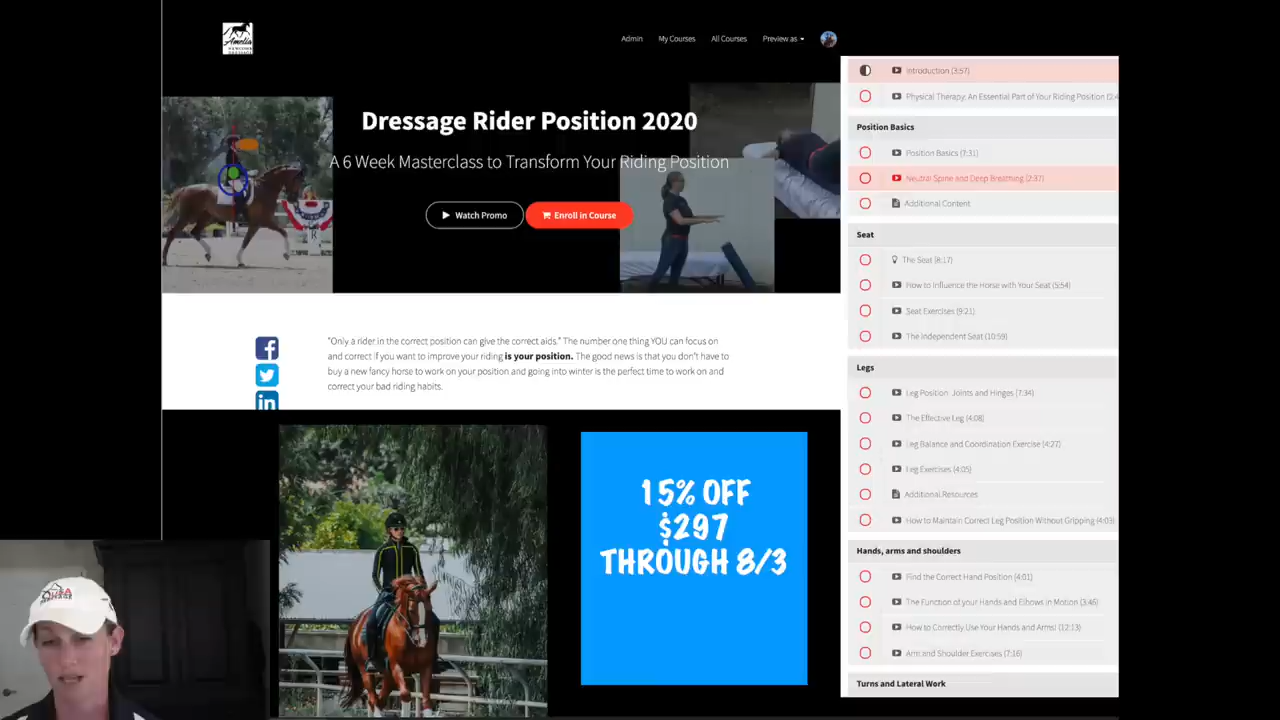 Amelia
Admin
My Courses
All Courses
Preview as
Dressage Rider Position 2020
A 6 Week Masterclass to Transform Your Riding Position
Watch Promo
Enroll in Course
"Only a rider in the correct position can give the correct aids." The number one thing YOU can focus on
and correct if you want to improve your riding is your position. The good news is that you don't have to
buy a new fancy horse to work on your position and going into winter is the perfect time to work on and
correct your bad riding habits.
15% OFF
$297
THROUGH 8/3
Introduction (3:57)
Physical Therapy: An Essential Part of Your Riding Position (2:4
Position Basics
Position Basics (7:31)
Neutral Spine and Deep Breathing (2:37)
Additional Content
Seat
The Seat (8:17)
How to Influence the Horse with Your Seat (5:54)
Seat Exercises (9:21)
The Independent Seat (10:59)
Legs
Leg Position: Joints and Hinges (7:34)
The Effective Leg (4:08)
Leg Balance and Coordination Exercise (4:27)
Leg Exercises (4:05)
Additional Resources
How to Maintain Correct Leg Position Without Gripping (4:03)
Hands, arms and shoulders
Find the Correct Hand Position (4:01)
The Function of your Hands and Elbows in Motion (3:46)
How to Correctly Use Your Hands and Arms! (12:13)
Arm and Shoulder Exercises (7:16)
Turns and Lateral Work